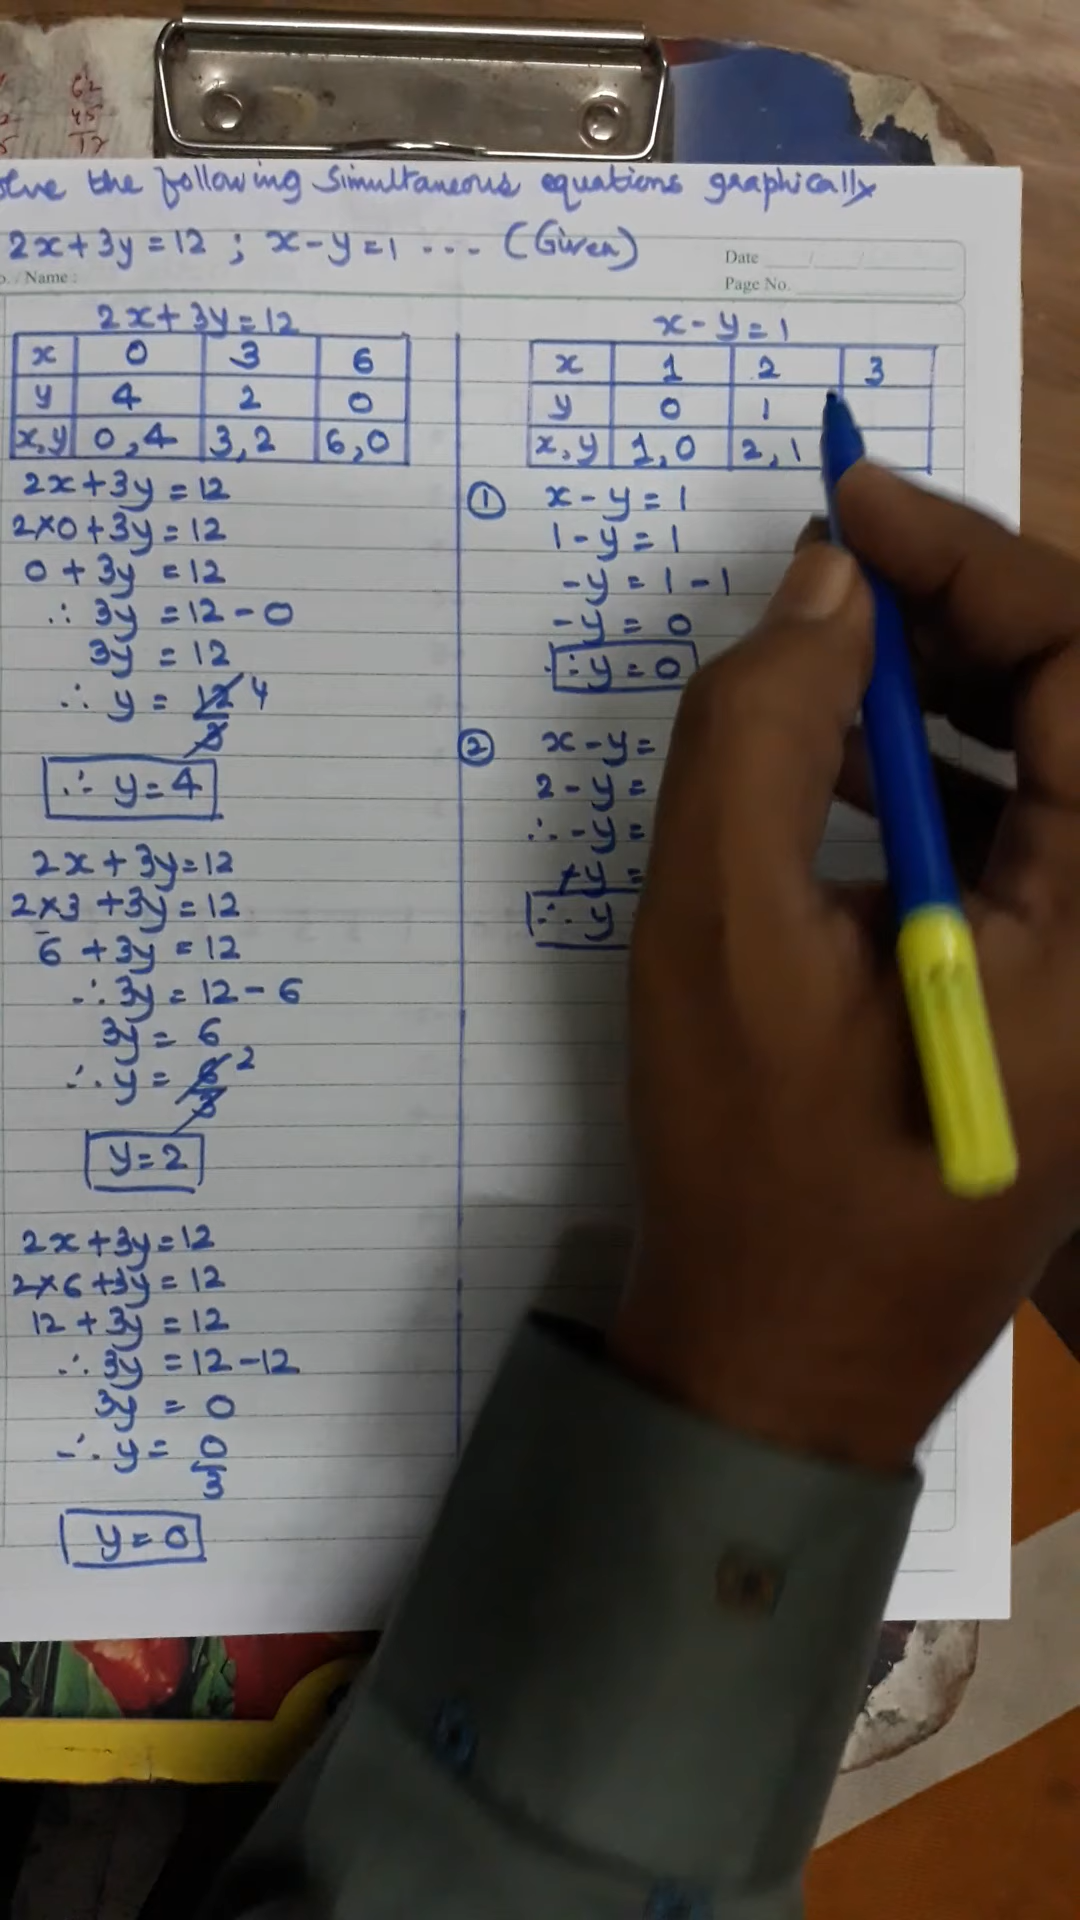 62
45
17
the following Simultaneous equations graphically
2x+3y=12 ; x-y=1 .... (Given)
Date
Name :
Page No.
2x+3y=12
x 0 3 6
y 4 2 0
x,y 0,4 3,2 6,0
2x+3y=12
2×0+3y=12
0+3y=12
∴ 3y=12-0
3y=12
∴ y=12/3 4
∴ y=4
2x+3y=12
2×3+3y=12
6+3y=12
∴ 3y=12-6
3y=6
∴ y=6/3 2
y=2
2x+3y=12
2×6+3y=12
12+3y=12
∴ 3y=12-12
3y=0
∴ y=0/3
y=0
x-y=1
x 1 2 3
y 0 1
x,y 1,0 2,1
① x-y=1
1-y=1
-y=1-1
-y=0
∴ y=0
② x-y=
2-y=
∴ -y=
+y=
∴ y